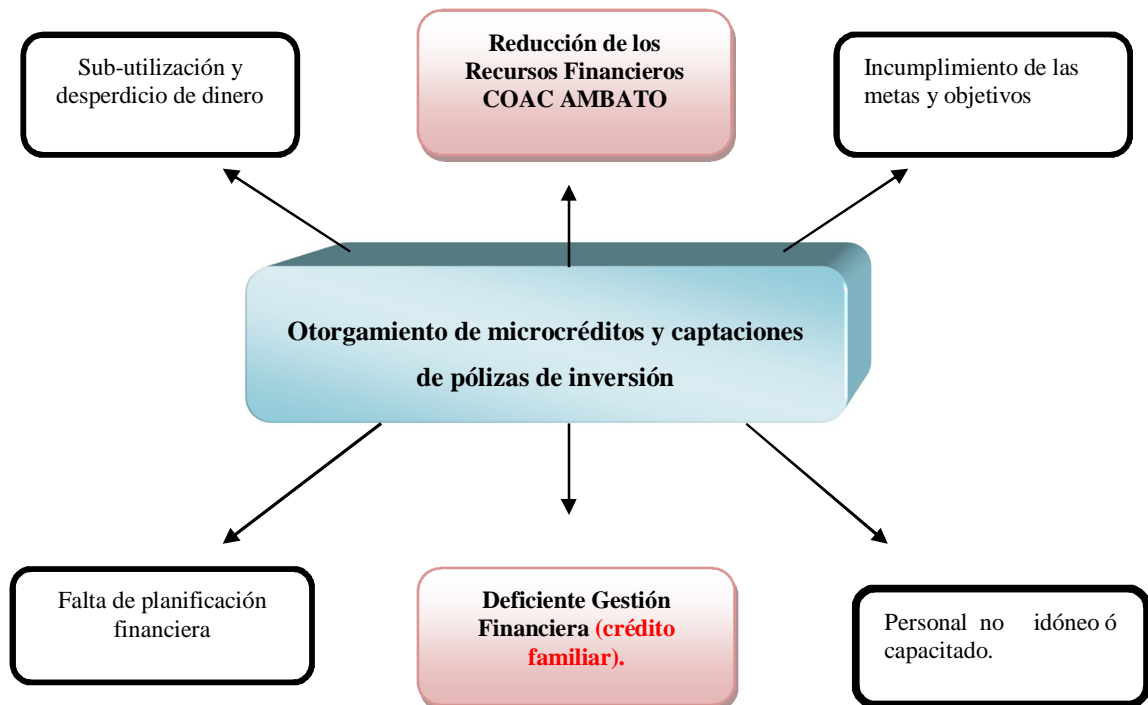 Sub-utilización y
desperdicio de dinero
Reducción de los
Recursos Financieros
COAC AMBATO
Incumplimiento de las
metas y objetivos
Otorgamiento de microcréditos y captaciones
de pólizas de inversión
Falta de planificación
financiera
Deficiente Gestión
Financiera (crédito
familiar).
Personal no idóneo ó
capacitado.